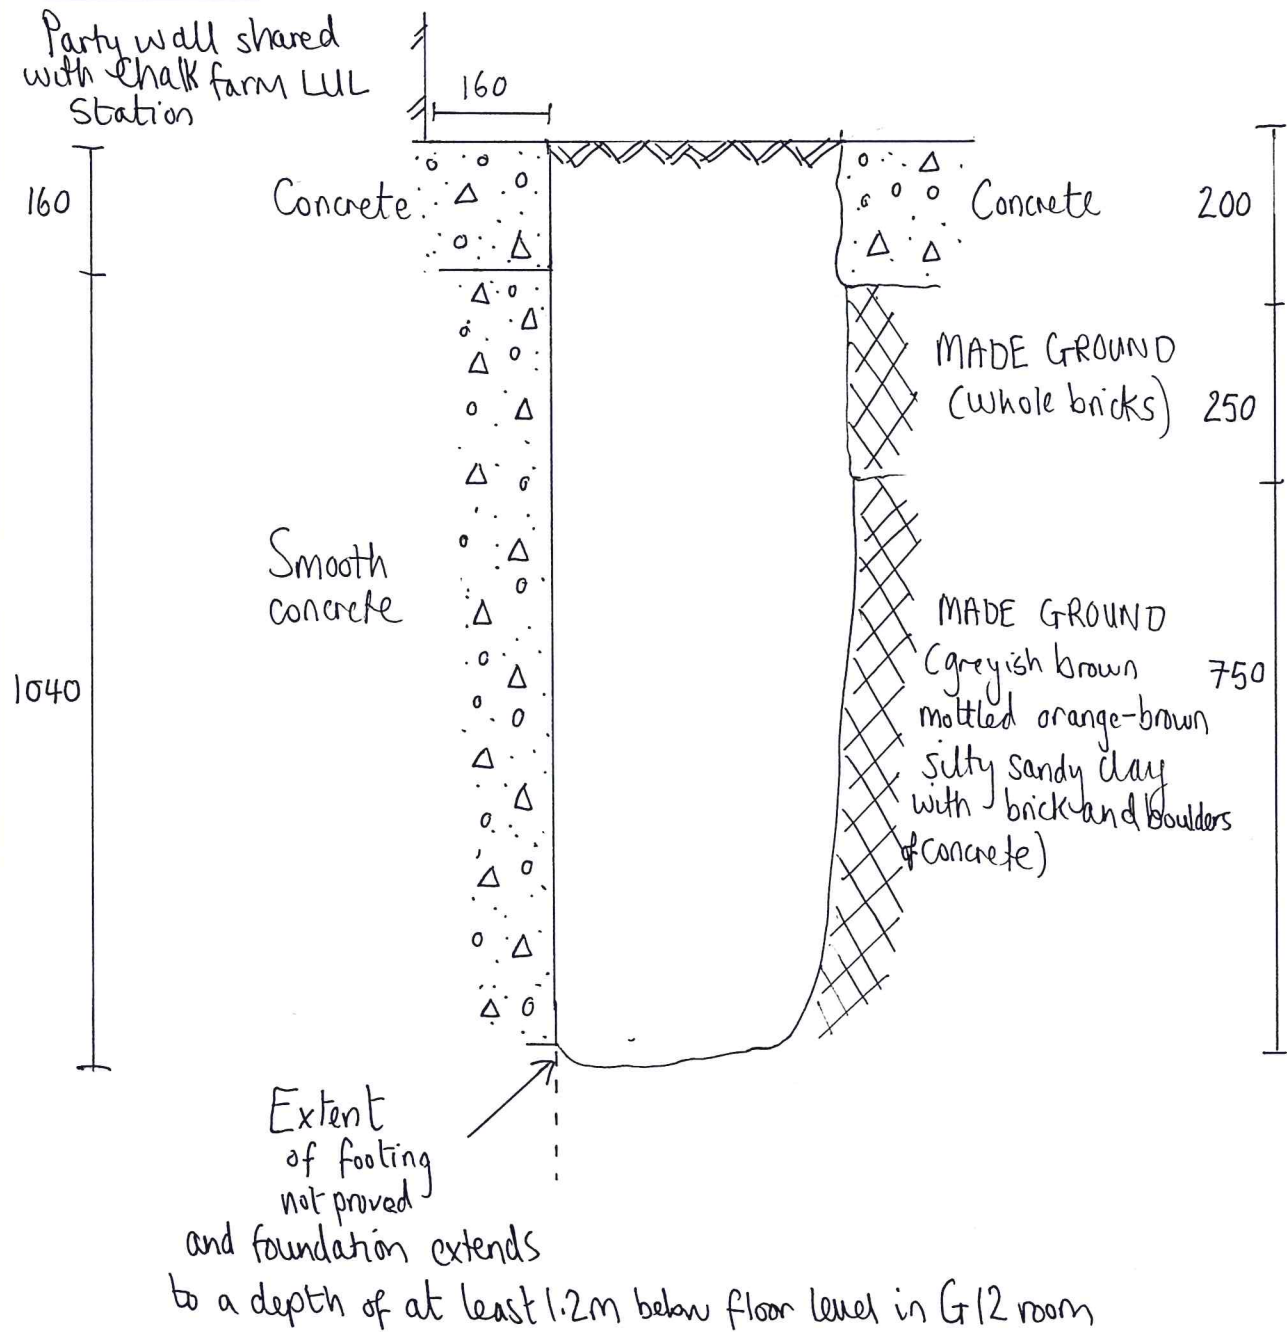 Party wall shared
with Chalk farm LUL
Station
160
160
Concrete
Concrete
200
MADE GROUND
(whole bricks)
250
Smooth
concrete
1040
MADE GROUND
(greyish brown
mottled orange-brown
silty sandy clay
with brick and boulders
of concrete)
750
Extent
of footing
not proved
and foundation extends
to a depth of at least 1.2m below floor level in G12 room